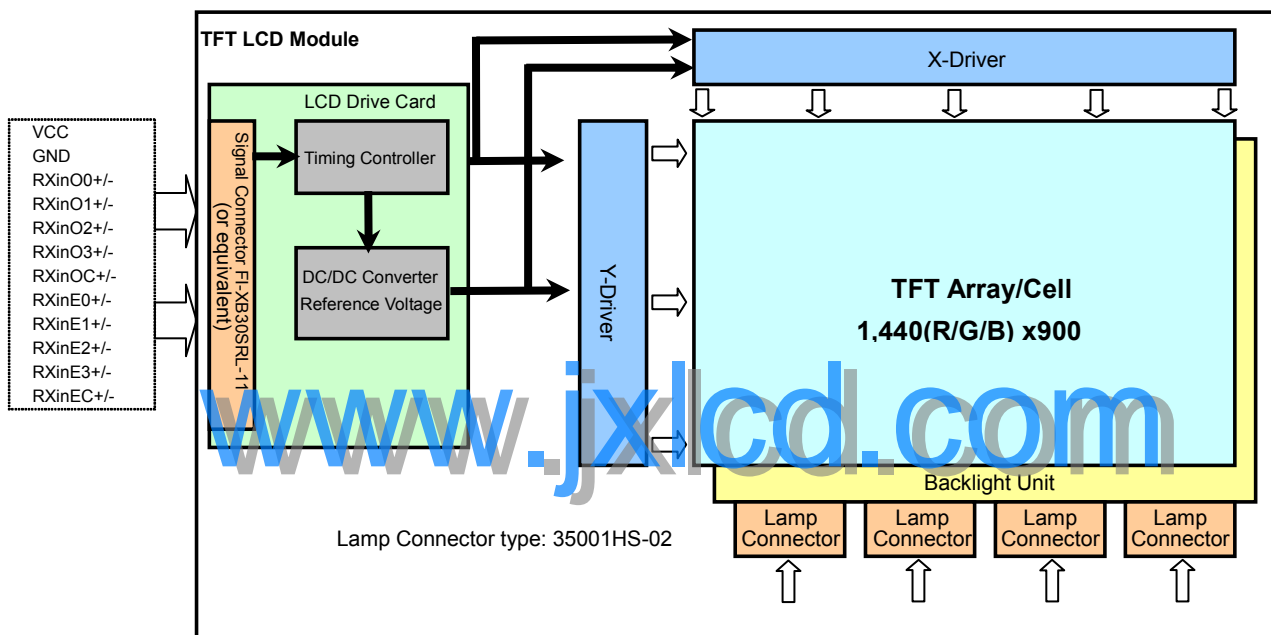 TFT LCD Module
X-Driver
LCD Drive Card
VCC
GND
RXinO0+/-
RXinO1+/-
RXinO2+/-
RXinO3+/-
RXinOC+/-
RXinE0+/-
RXinE1+/-
RXinE2+/-
RXinE3+/-
RXinEC+/-
Signal Connector FI-XB30SRL-11
(or equivalent)
Timing Controller
DC/DC Converter
Reference Voltage
Y-Driver
TFT Array/Cell
1,440(R/G/B) x900
www.jxlcd.com
Backlight Unit
Lamp
Connector
Lamp
Connector
Lamp
Connector
Lamp
Connector
Lamp Connector type: 35001HS-02